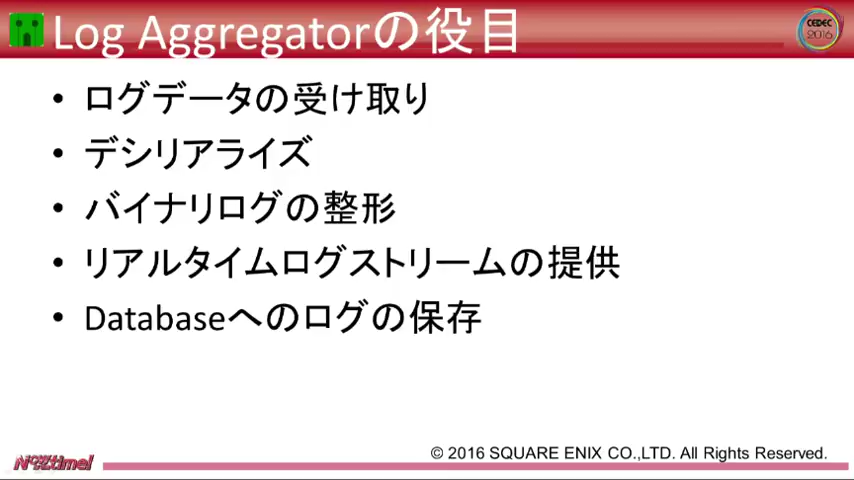 Log Aggregatorの役目
CEDEC
2016
• ログデータの受け取り
• デシリアライズ
• バイナリログの整形
• リアルタイムログストリームの提供
• Databaseへのログの保存
© 2016 SQUARE ENIX CO.,LTD. All Rights Reserved.